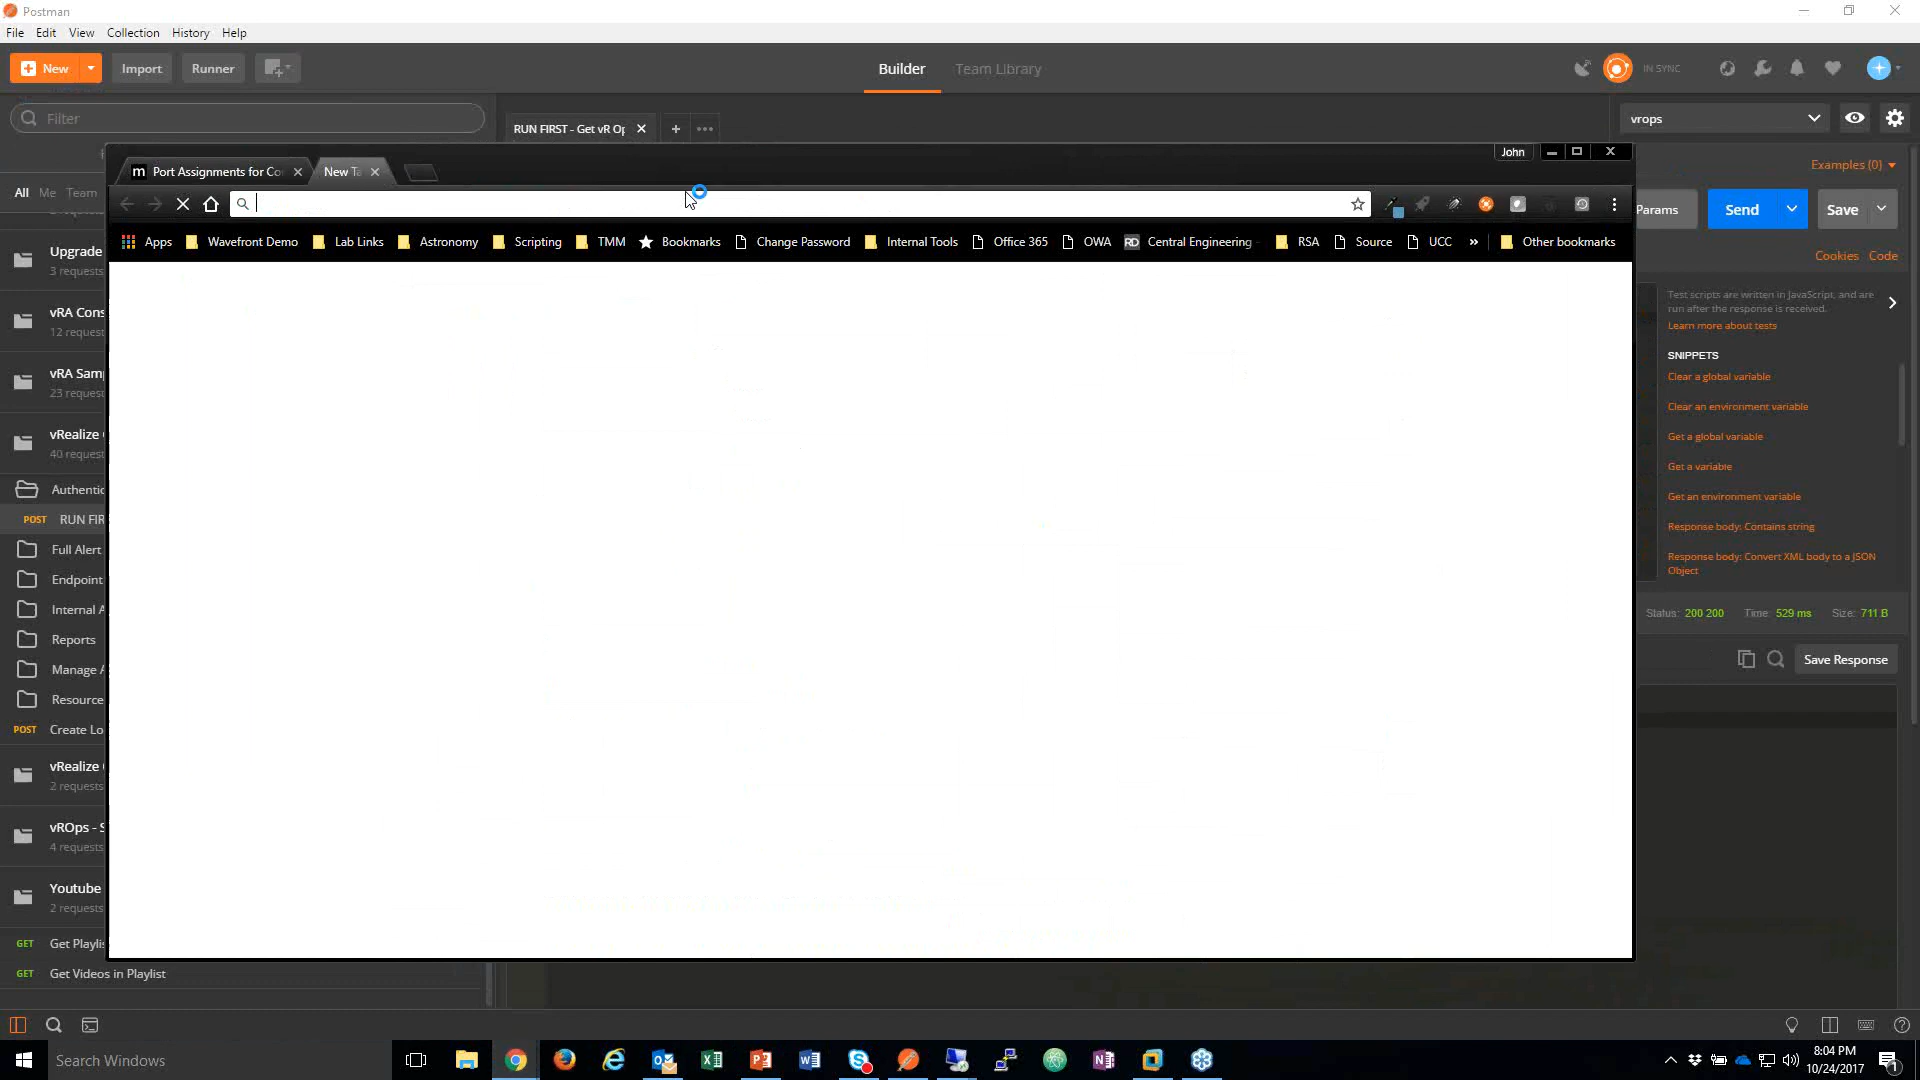 Postman
File Edit View Collection History Help
New Import Runner Builder Team Library IN SYNC
Filter
RUN FIRST - Get vR Op
vrops
John
Port Assignments for Co
New Ta
Examples (0)
All Me Team
Params Send Save
Apps Wavefront Demo Lab Links Astronomy Scripting TMM Bookmarks Change Password Internal Tools Office 365 OWA RD Central Engineering RSA Source UCC » Other bookmarks
Cookies Code
Upgrade
3 requests
vRA Cons
12 request
vRA Samp
23 request
vRealize
40 request
Authentic
POST RUN FIR
Full Alert
Endpoint
Internal A
Reports
Manage A
Resource
POST Create Lo
vRealize
2 requests
vROps - S
4 requests
Youtube
2 requests
GET Get Playlis
GET Get Videos in Playlist
Test scripts are written in JavaScript, and are
run after the response is received.
Learn more about tests
SNIPPETS
Clear a global variable
Clear an environment variable
Get a global variable
Get a variable
Get an environment variable
Response body: Contains string
Response body: Convert XML body to a JSON
Object
Status: 200 200 Time: 529 ms Size: 711 B
Save Response
Search Windows
8:04 PM
10/24/2017